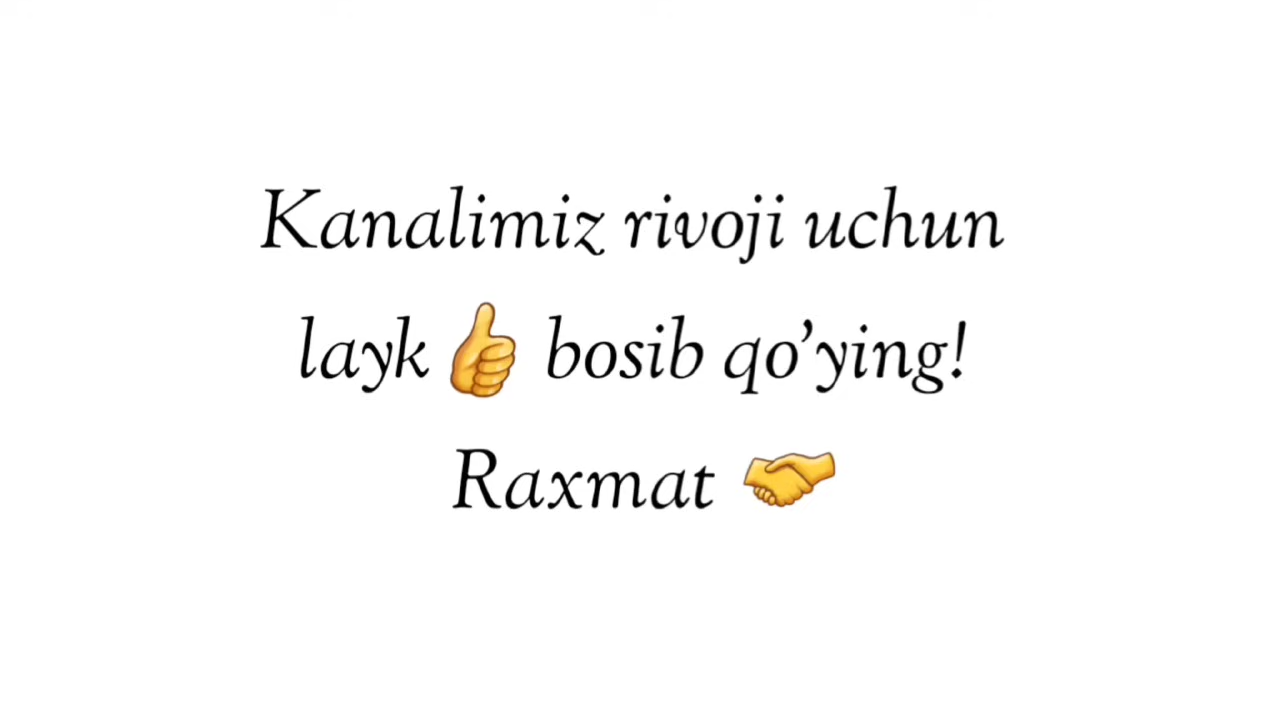 Kanalimiz rivoji uchun
layk👍 bosib qo’ying!
Raxmat 🤝